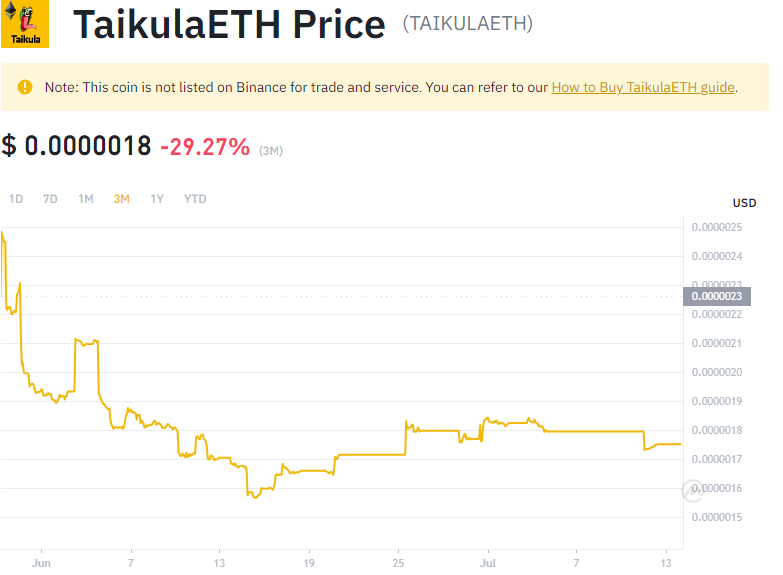 Taikula
TaikulaETH Price (TAIKULAETH)
Note: This coin is not listed on Binance for trade and service. You can refer to our How to Buy TaikulaETH guide.
$ 0.0000018 -29.27% (3M)
1D 7D 1M 3M 1Y YTD
USD
0.0000025
0.0000024
0.0000023
0.0000023
0.0000022
0.0000021
0.0000020
0.0000019
0.0000018
0.0000017
0.0000016
0.0000015
Jun 7 13 19 25 Jul 7 13